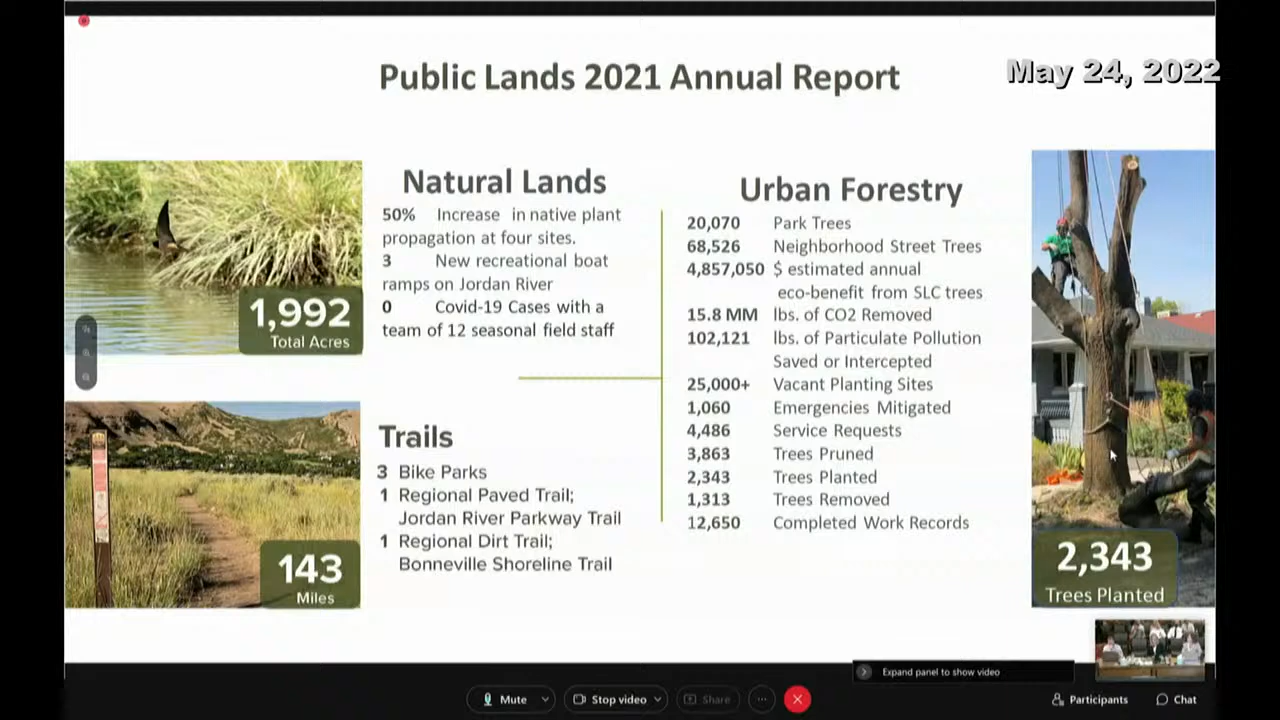 Public Lands 2021 Annual Report
May 24, 2022
Natural Lands
50% Increase in native plant
propagation at four sites.
3 New recreational boat
ramps on Jordan River
0 Covid-19 Cases with a
team of 12 seasonal field staff
1,992
Total Acres
Trails
3 Bike Parks
1 Regional Paved Trail;
Jordan River Parkway Trail
1 Regional Dirt Trail;
Bonneville Shoreline Trail
143
Miles
Urban Forestry
20,070 Park Trees
68,526 Neighborhood Street Trees
4,857,050 $ estimated annual
eco-benefit from SLC trees
15.8 MM lbs. of CO2 Removed
102,121 lbs. of Particulate Pollution
Saved or Intercepted
25,000+ Vacant Planting Sites
1,060 Emergencies Mitigated
4,486 Service Requests
3,863 Trees Pruned
2,343 Trees Planted
1,313 Trees Removed
12,650 Completed Work Records
2,343
Trees Planted
Expand panel to show video
Mute
Stop video
Share
Participants
Chat